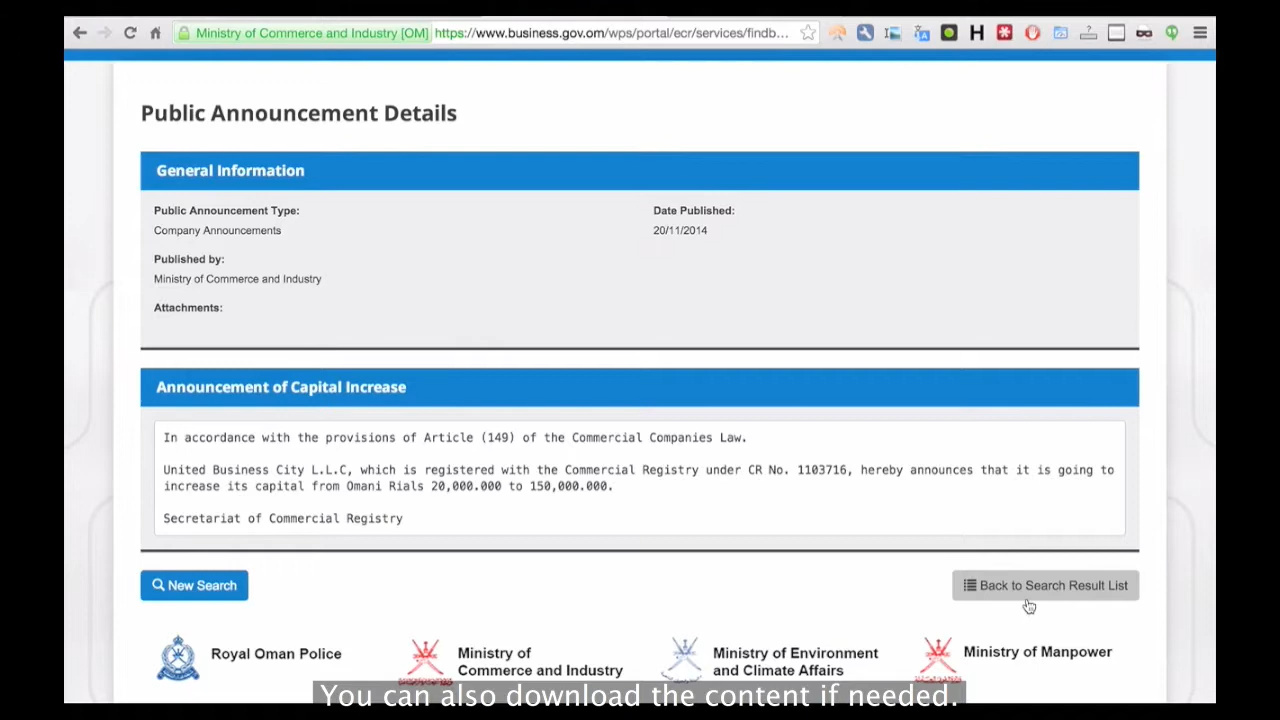 Ministry of Commerce and Industry [OM] https://www.business.gov.om/wps/portal/ecr/services/findb...
Public Announcement Details
General Information
Public Announcement Type:
Company Announcements
Date Published:
20/11/2014
Published by:
Ministry of Commerce and Industry
Attachments:
Announcement of Capital Increase
In accordance with the provisions of Article (149) of the Commercial Companies Law.
United Business City L.L.C, which is registered with the Commercial Registry under CR No. 1103716, hereby announces that it is going to
increase its capital from Omani Rials 20,000.000 to 150,000.000.
Secretariat of Commercial Registry
New Search
Back to Search Result List
Royal Oman Police
Ministry of
Commerce and Industry
Ministry of Environment
and Climate Affairs
Ministry of Manpower
You can also download the content if needed.